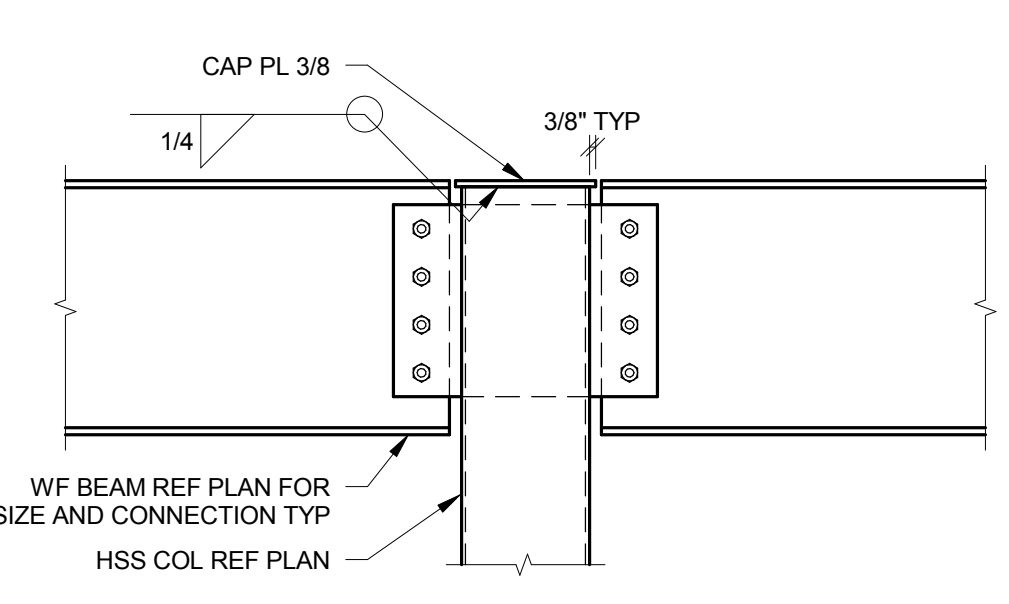 CAP PL 3/8
3/8" TYP
1/4
WF BEAM REF PLAN FOR
SIZE AND CONNECTION TYP
HSS COL REF PLAN